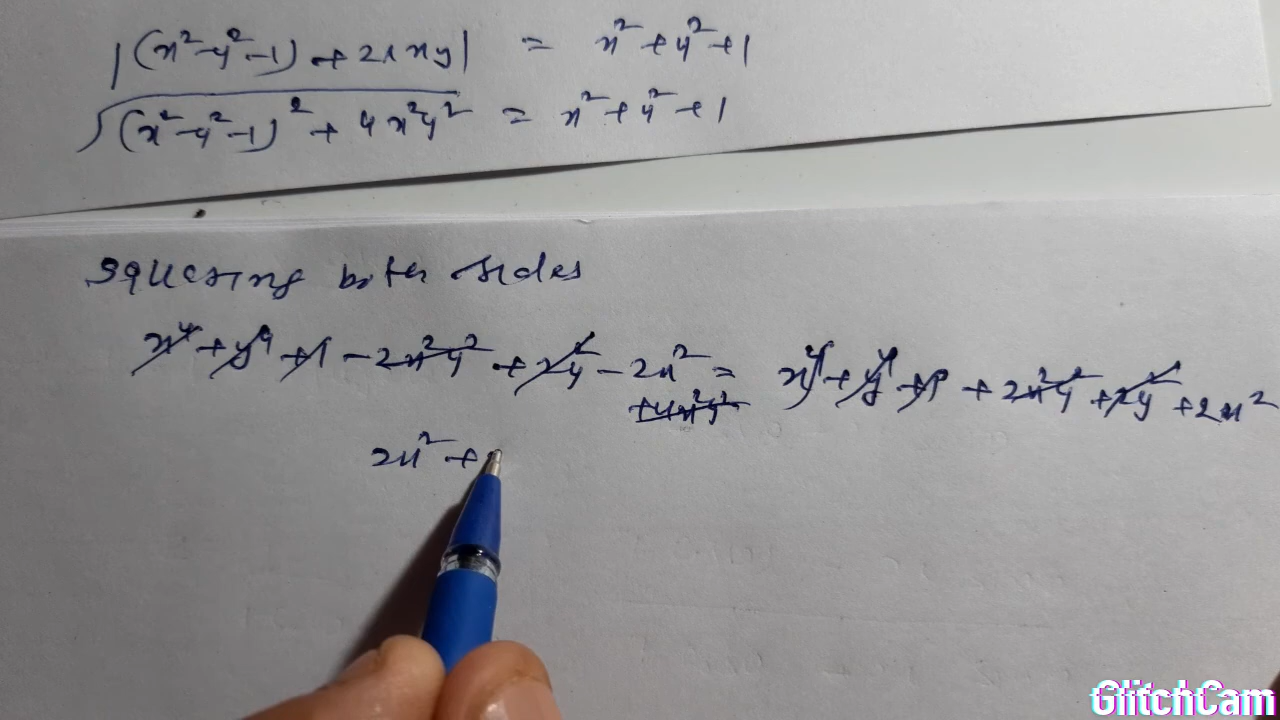 |(x²-y²-1) + 2ixy| = x²+y²+1
√(x²-y²-1)² + 4x²y² = x²+y²+1
Squaring both sides
x⁴ + y⁴ + 1 - 2x²y² + 2y² - 2x² = x⁴ + y⁴ + 1 + 2x²y² + 2y² + 2x²
+4x²y²
2x² +
GlitchCam